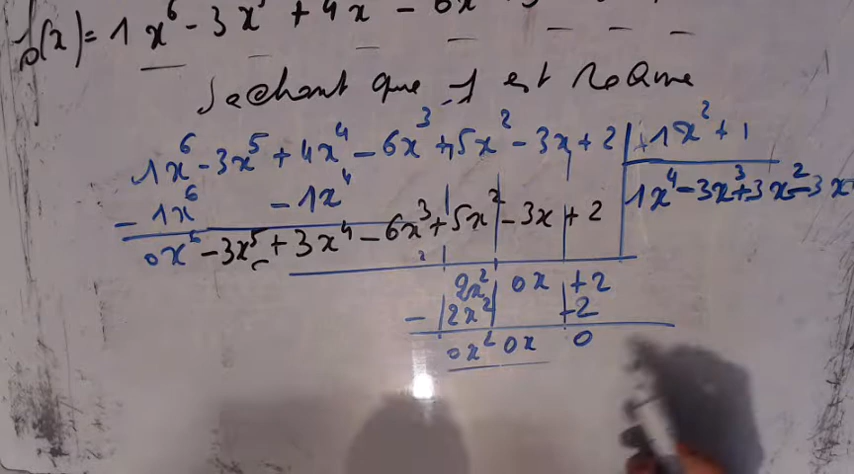 p(x) = 1x⁶ - 3x⁵ + 4x⁴ - 6x³
Sachant que -1 est Racine
1x⁶ - 3x⁵ + 4x⁴ - 6x³ + 5x² - 3x + 2 | + 1x² + 1
- 1x⁶ - 1x⁴
1x⁴ - 3x³ + 3x² - 3x
0x⁶ - 3x⁵ + 3x⁴ - 6x³ + 5x² - 3x + 2
2x² 0x + 2
- 2x² - 2
0x² 0x 0